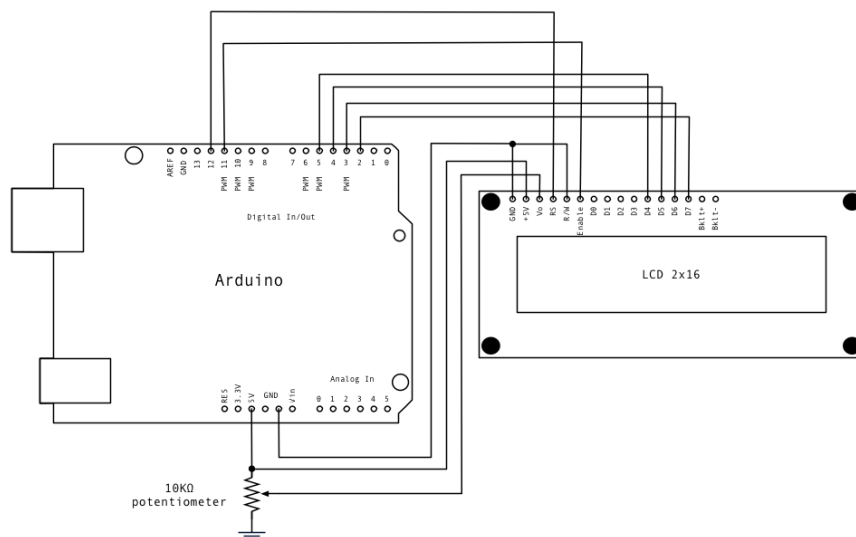 AREF
GND
13
12
11
10
9
8
7
6
5
4
3
2
1
0
PWM
PWM
PWM
PWM
PWM
PWM
Digital In/Out
GND
+5V
Vo
RS
R/W
Enable
D0
D1
D2
D3
D4
D5
D6
D7
Bklt+
Bklt-
LCD 2x16
Arduino
Analog In
RES
3.3V
5V
GND
Vin
0
1
2
3
4
5
10KΩ
potentiometer